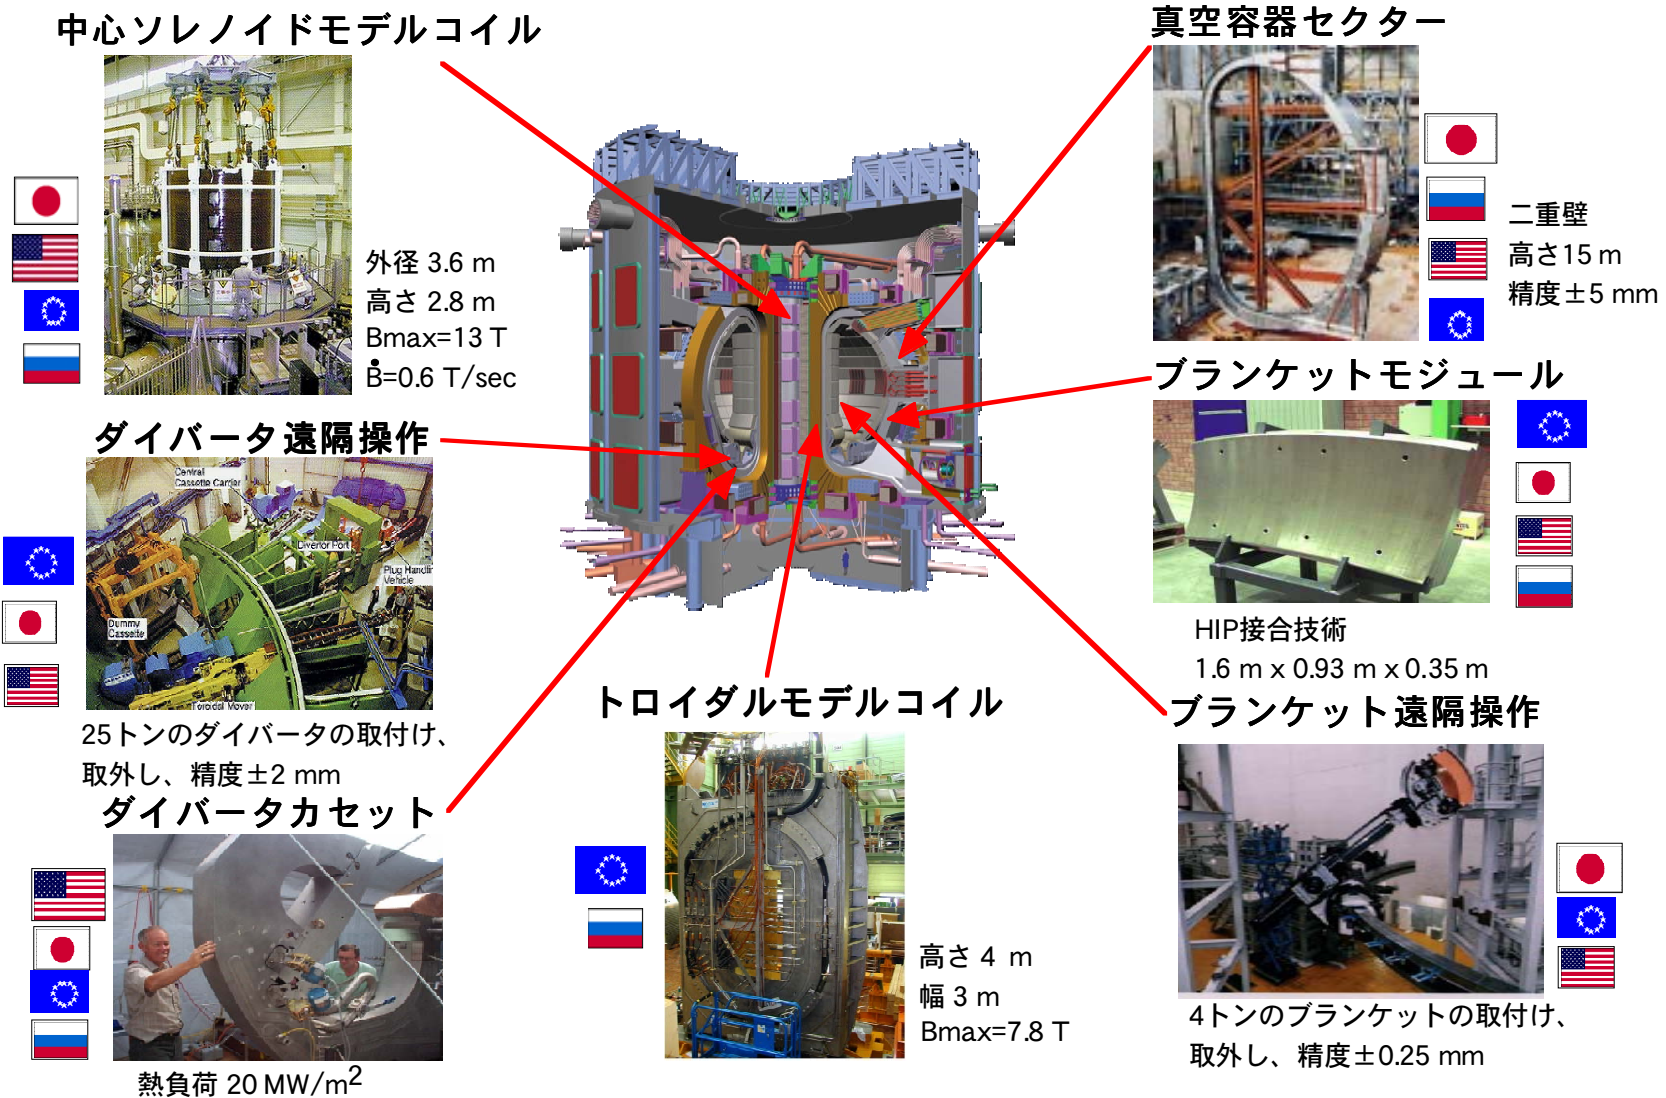 中心ソレノイドモデルコイル
外径 3.6 m
高さ 2.8 m
Bmax=13 T
Ḃ=0.6 T/sec
ダイバータ遠隔操作
Central
Cassette Carrier
Divertor Port
Plug Handlin
Vehicle
Dummy
Cassette
Toroidal Mover
25トンのダイバータの取付け、
取外し、精度±2 mm
ダイバータカセット
熱負荷 20 MW/m²
トロイダルモデルコイル
高さ 4 m
幅 3 m
Bmax=7.8 T
真空容器セクター
二重壁
高さ15 m
精度±5 mm
ブランケットモジュール
HIP接合技術
1.6 m x 0.93 m x 0.35 m
ブランケット遠隔操作
4トンのブランケットの取付け、
取外し、精度±0.25 mm